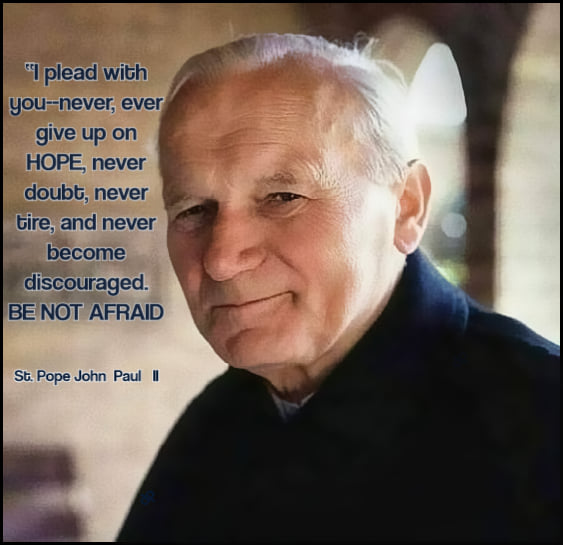 “I plead with
you--never, ever
give up on
HOPE, never
doubt, never
tire, and never
become
discouraged.
BE NOT AFRAID
St. Pope John Paul II